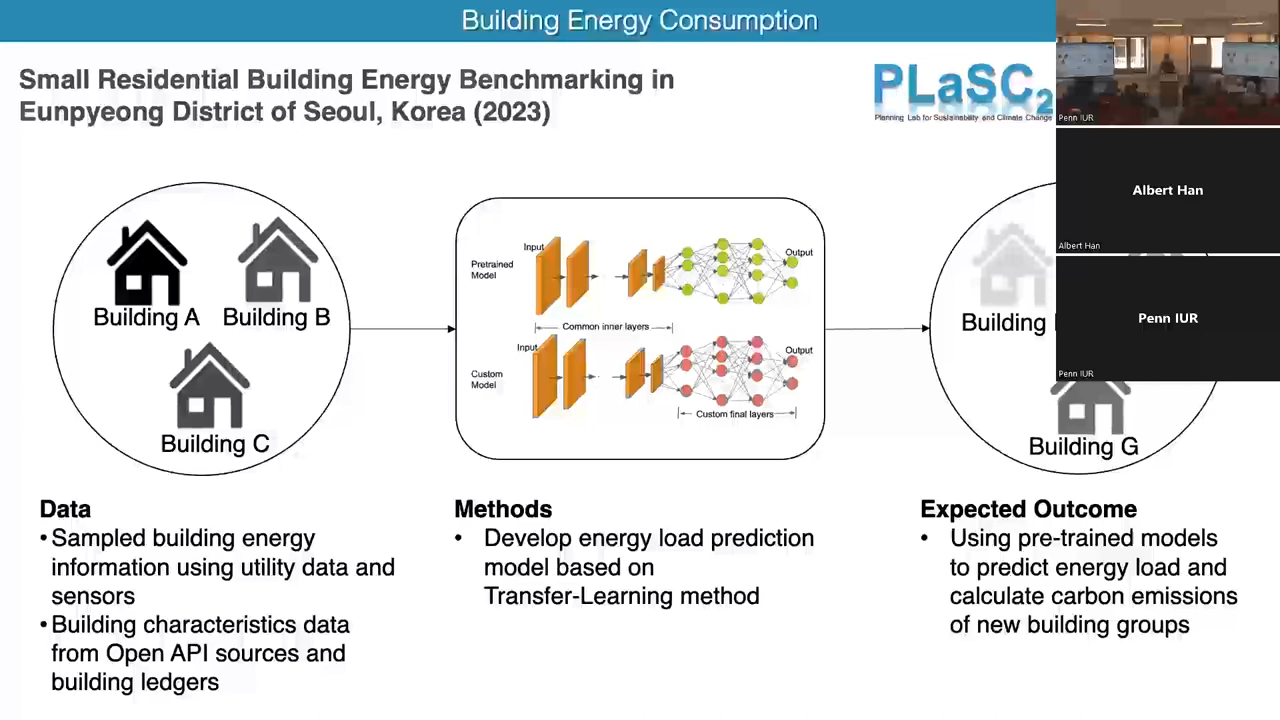 Building Energy Consumption
Small Residential Building Energy Benchmarking in
Eunpyeong District of Seoul, Korea (2023)
PLaSC2
Planning Lab for Sustainability and Climate Change
Penn IUR
Albert Han
Albert Han
Penn IUR
Penn IUR
Building A
Building B
Building C
Pretrained
Model
Input
Output
Common inner layers
Custom
Model
Input
Output
Custom final layers
Building
Building G
Data
• Sampled building energy
information using utility data and
sensors
• Building characteristics data
from Open API sources and
building ledgers
Methods
• Develop energy load prediction
model based on
Transfer-Learning method
Expected Outcome
• Using pre-trained models
to predict energy load and
calculate carbon emissions
of new building groups